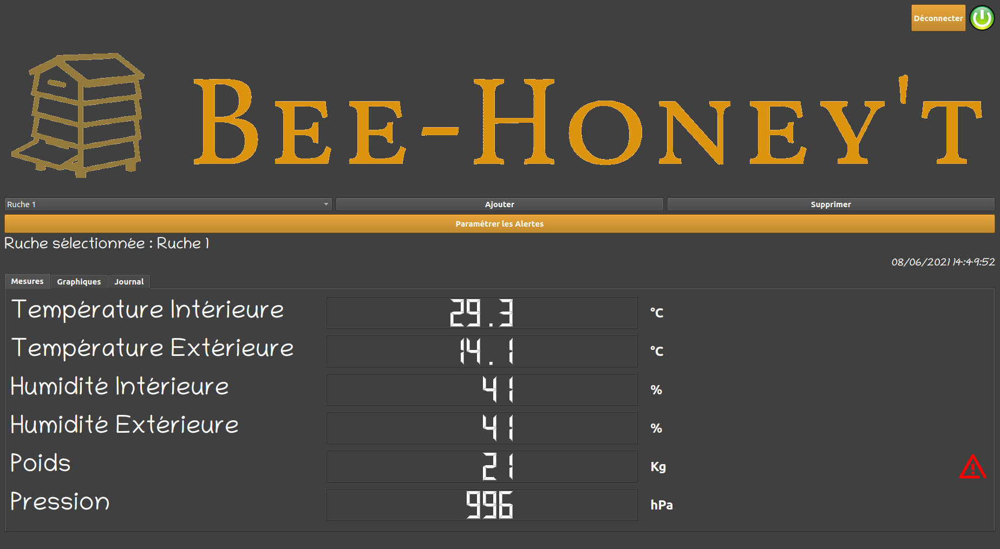 Déconnecter
BEE-HONEY'T
Ruche 1
Ajouter
Supprimer
Paramétrer les Alertes
Ruche sélectionnée : Ruche 1
08/06/2021 14:49:52
Mesures Graphiques Journal
Température Intérieure 29.3 °C
Température Extérieure 14.1 °C
Humidité Intérieure 41 %
Humidité Extérieure 41 %
Poids 21 Kg
Pression 996 hPa